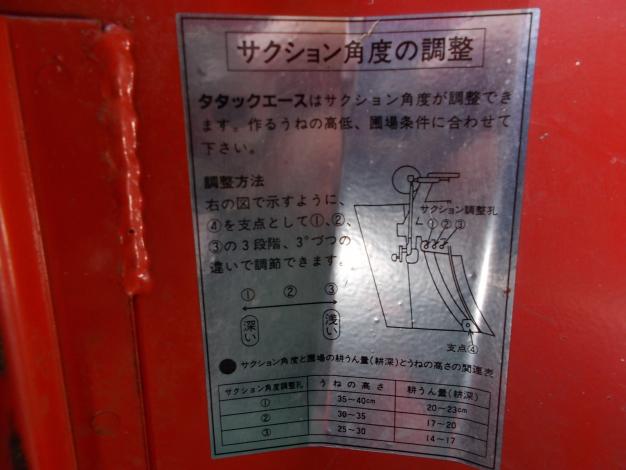 サクション角度の調整
タタックエースはサクション角度が調整でき
ます。作るうねの高低、圃場条件に合わせて
下さい。
調整方法
右の図で示すように、
④を支点として①、②、
③の3段階、3°づつの
違いで調節できます。
① ② ③
深い 浅い
サクション調整孔
① ② ③
支点④
●サクション角度と圃場の耕うん量(耕深)とうねの高さの関連表
サクション角度調整孔 うねの高さ 耕うん量(耕深)
① 35~40cm 20~23cm
② 30~35 17~20
③ 25~30 14~17